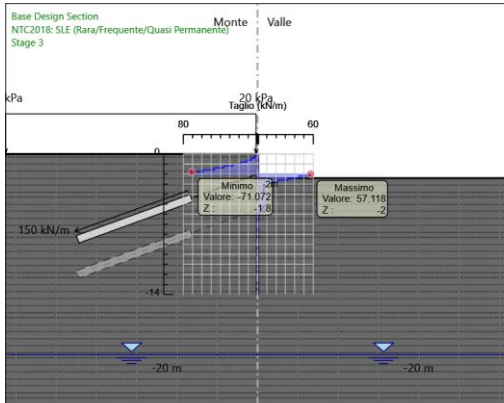 Base Design Section
NTC2018: SLE (Rara/Frequente/Quasi Permanente)
Stage 3
Monte
Valle
kPa
20 kPa
Taglio (kN/m)
80
60
0
-2m
Minimo
Valore: -71.072
Z : -1.8
Massimo
Valore: 57.118
Z : -2
150 kN/m
-14
-20 m
-20 m